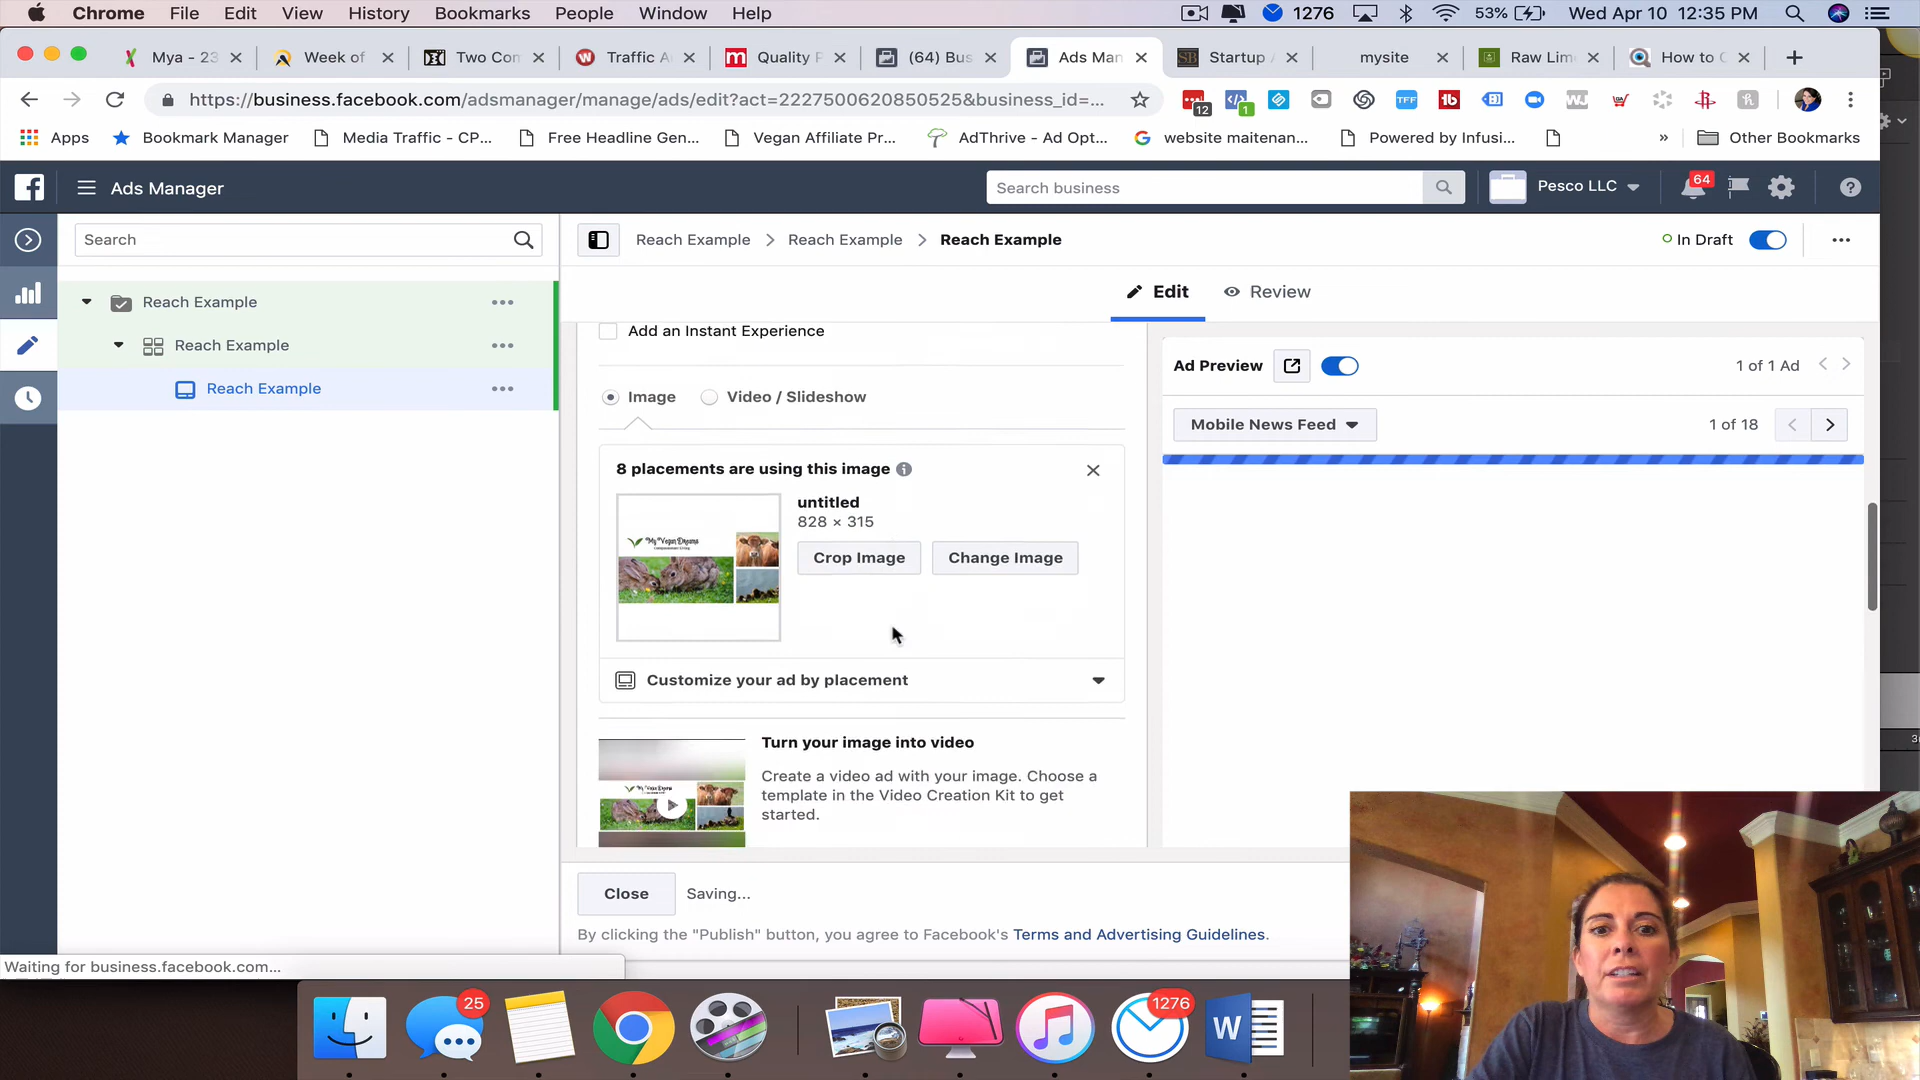 Chrome File Edit View History Bookmarks People Window Help 1276 53% Wed Apr 10 12:35 PM
Mya - 23 Week of Two Com Traffic A Quality P (64) Bus Ads Man Startup mysite Raw Lim How to C
https://business.facebook.com/adsmanager/manage/ads/edit?act=2227500620850525&business_id=... 12 1 TFF
Apps Bookmark Manager Media Traffic - CP... Free Headline Gen... Vegan Affiliate Pr... AdThrive - Ad Opt... website maitenan... Powered by Infusi... » Other Bookmarks
Ads Manager Search business Pesco LLC 64
Search Reach Example > Reach Example > Reach Example In Draft
Edit Review
Reach Example
Reach Example
Reach Example
Add an Instant Experience
Image Video / Slideshow
8 placements are using this image
untitled
828 × 315
Crop Image Change Image
My Vegan Dreams
Customize your ad by placement
Turn your image into video
Create a video ad with your image. Choose a
template in the Video Creation Kit to get
started.
Ad Preview 1 of 1 Ad
Mobile News Feed 1 of 18
Close Saving...
By clicking the "Publish" button, you agree to Facebook's Terms and Advertising Guidelines.
Waiting for business.facebook.com...
25 1276 W